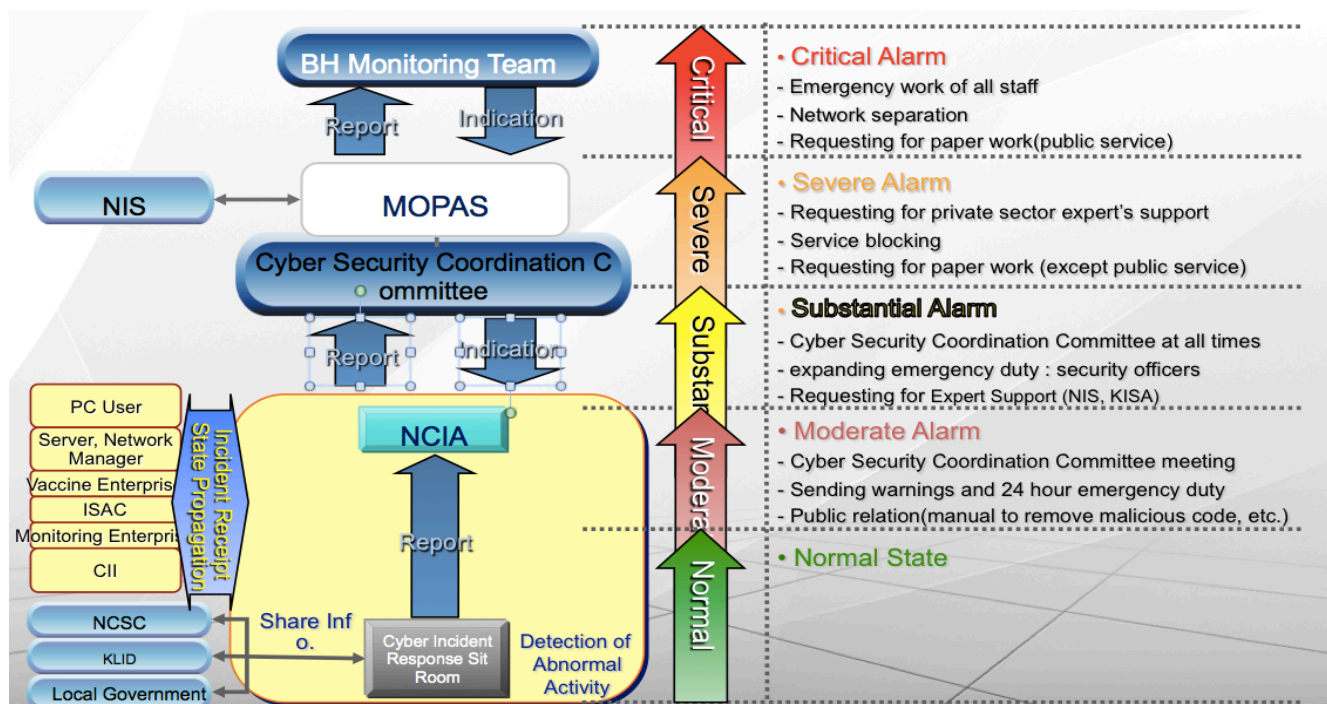 BH Monitoring Team
Report
Indication
NIS
MOPAS
Cyber Security Coordination C
ommittee
Report
Indication
PC User
Server, Network
Manager
Vaccine Enterpris
ISAC
Monitoring Enterpris
CII
Incident Receipt
State Propagation
NCIA
Report
NCSC
KLID
Local Government
Share Inf
o.
Cyber Incident
Response Sit
Room
Detection of
Abnormal
Activity
Critical
Severe
Substan
Modera
Normal
• Critical Alarm
- Emergency work of all staff
- Network separation
- Requesting for paper work(public service)
• Severe Alarm
- Requesting for private sector expert's support
- Service blocking
- Requesting for paper work (except public service)
• Substantial Alarm
- Cyber Security Coordination Committee at all times
- expanding emergency duty : security officers
- Requesting for Expert Support (NIS, KISA)
• Moderate Alarm
- Cyber Security Coordination Committee meeting
- Sending warnings and 24 hour emergency duty
- Public relation(manual to remove malicious code, etc.)
• Normal State